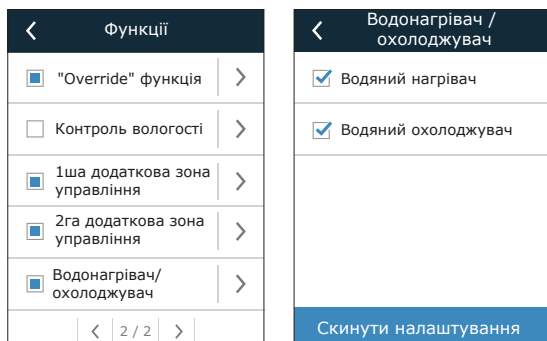 Функції
"Override" функція
Контроль вологості
1ша додаткова зона
управління
2га додаткова зона
управління
Водонагрівач/
охолоджувач
2 / 2
Водонагрівач /
охолоджувач
Водяний нагрівач
Водяний охолоджувач
Скинути налаштування